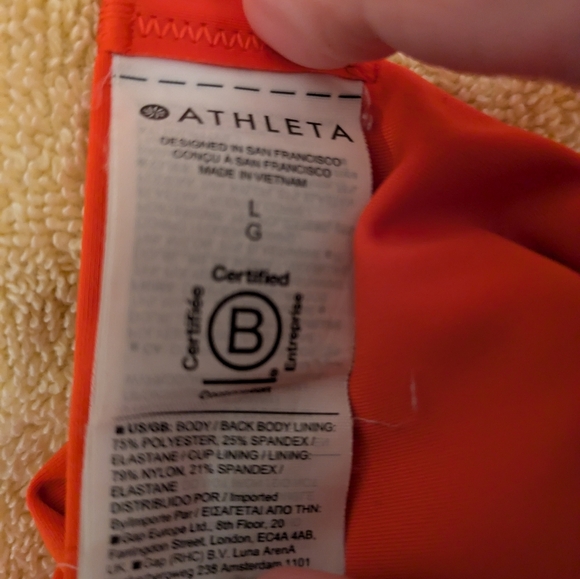 ATHLETA
DESIGNED IN SAN FRANCISCO
CONÇU À SAN FRANCISCO
MADE IN VIETNAM
L
G
Certified
Certifiée
B
Entreprise
®
■ US/GB: BODY / BACK BODY LINING:
75% POLYESTER, 25% SPANDEX /
ELASTANE / CUP LINING / LINING:
79% NYLON, 21% SPANDEX /
ELASTANE
DISTRIBUIDO POR / Imported
By/Importe Par / ΕΙΣΑΓΕΤΑΙ ΑΠΟ ΤΗΝ:
■ Gap Europe Ltd., 8th Floor, 20
Farringdon Street, London, EC4A 4AB,
UK ■ Gap (RHC) B.V. Luna ArenA
238 Amsterdam 1101